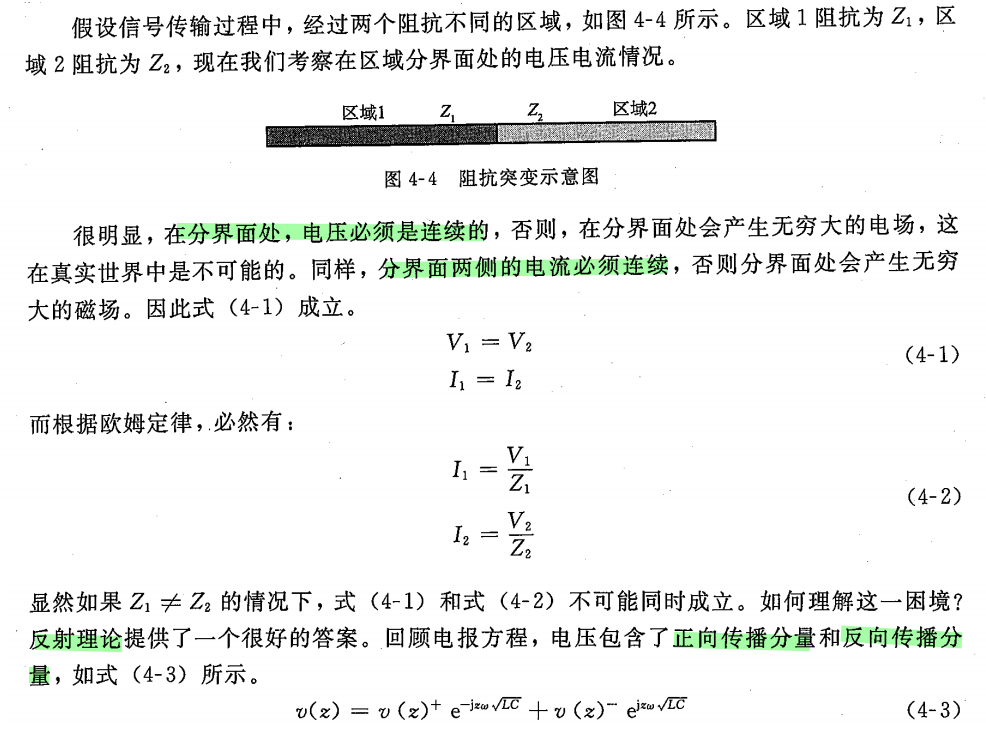 假设信号传输过程中，经过两个阻抗不同的区域，如图 4-4 所示。区域 1 阻抗为 Z₁，区
域 2 阻抗为 Z₂，现在我们考察在区域分界面处的电压电流情况。
区域1 Z₁ Z₂ 区域2
图 4-4 阻抗突变示意图
很明显，在分界面处，电压必须是连续的，否则，在分界面处会产生无穷大的电场，这
在真实世界中是不可能的。同样，分界面两侧的电流必须连续，否则分界面处会产生无穷
大的磁场。因此式（4-1）成立。
V₁ = V₂
I₁ = I₂
（4-1）
而根据欧姆定律，必然有：
I₁ = V₁/Z₁
I₂ = V₂/Z₂
（4-2）
显然如果 Z₁ ≠ Z₂ 的情况下，式（4-1）和式（4-2）不可能同时成立。如何理解这一困境？
反射理论提供了一个很好的答案。回顾电报方程，电压包含了正向传播分量和反向传播分
量，如式（4-3）所示。
v(z) = v (z)⁺ e^(-jzω√LC) + v (z)⁻ e^(jzω√LC) （4-3）